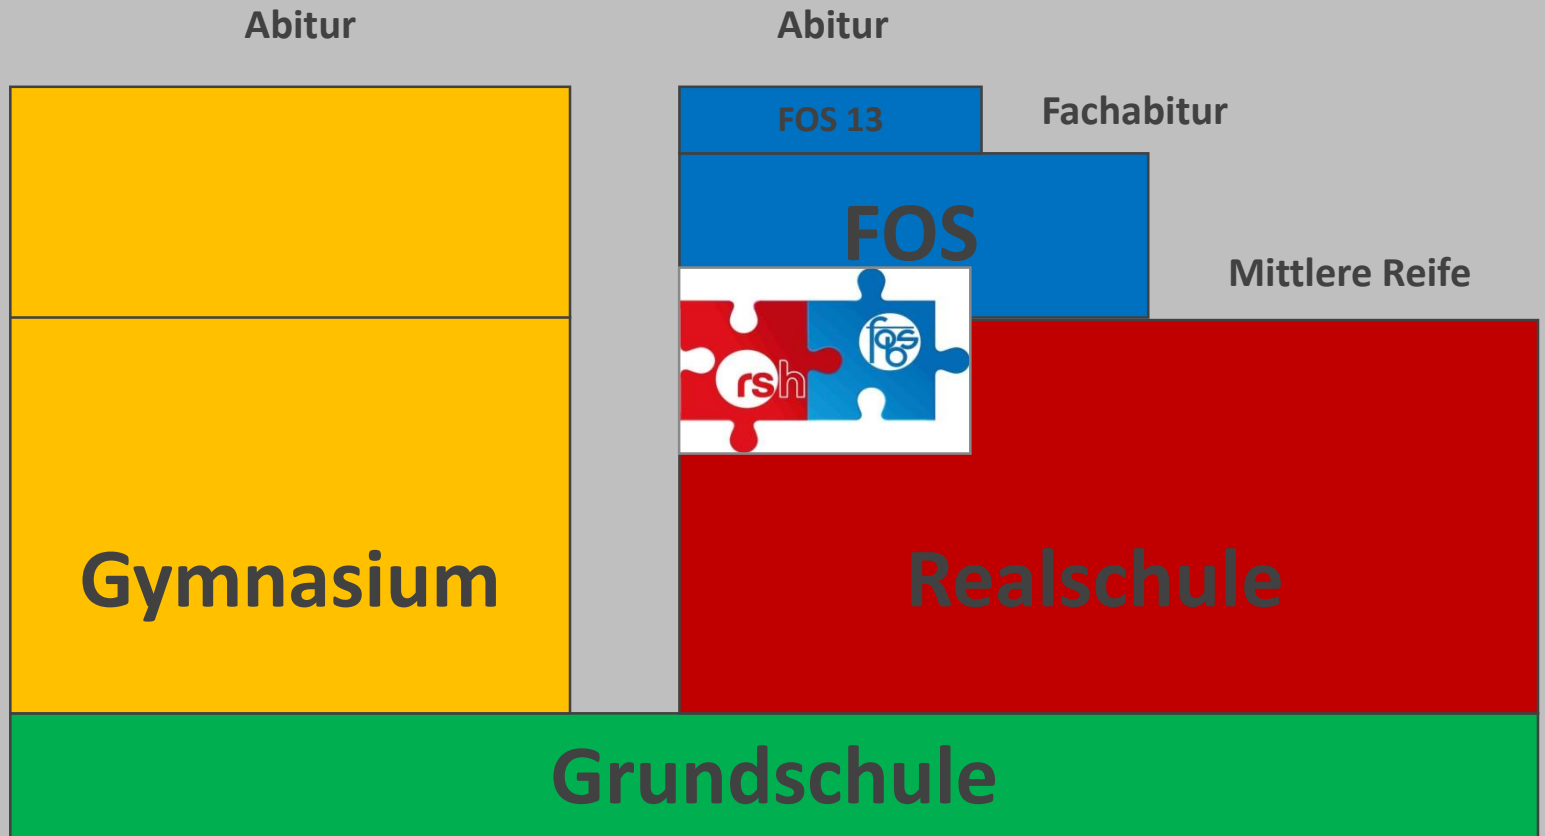 Abitur
Abitur
FOS 13
Fachabitur
FOS
Mittlere Reife
rsh
fos
Gymnasium
Realschule
Grundschule